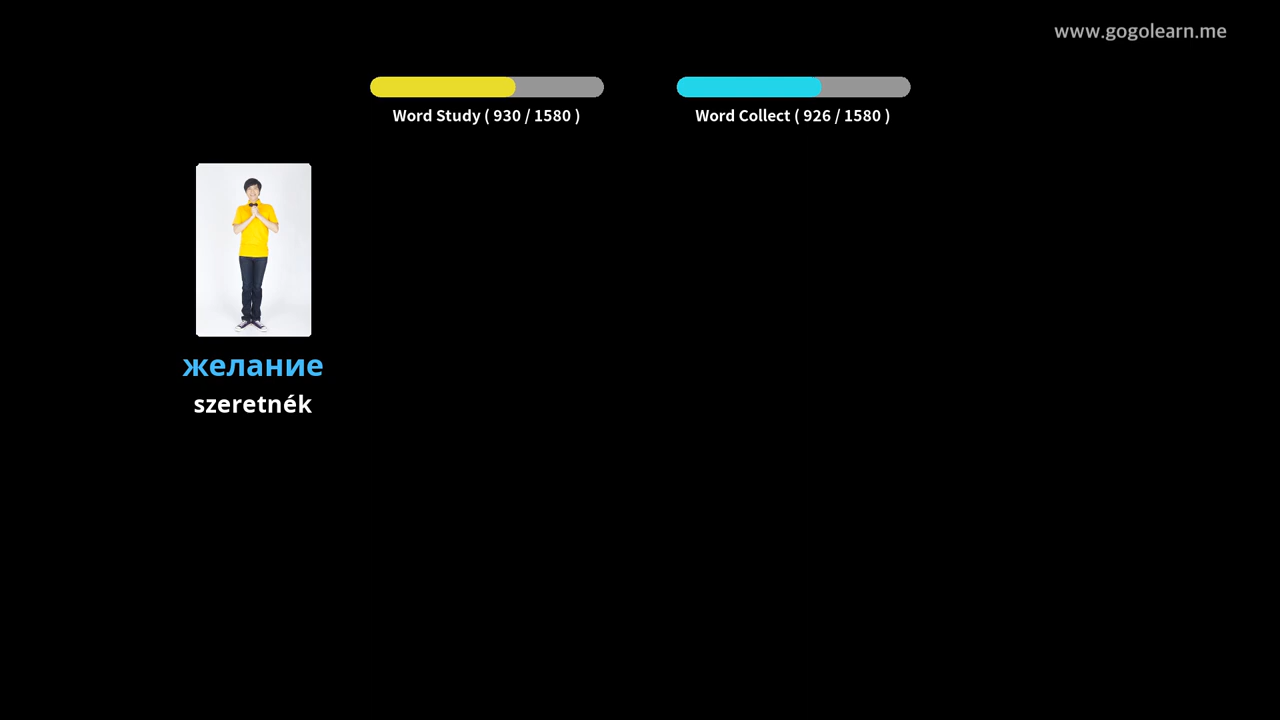 www.gogolearn.me
Word Study ( 930 / 1580 )
Word Collect ( 926 / 1580 )
желание
szeretnék